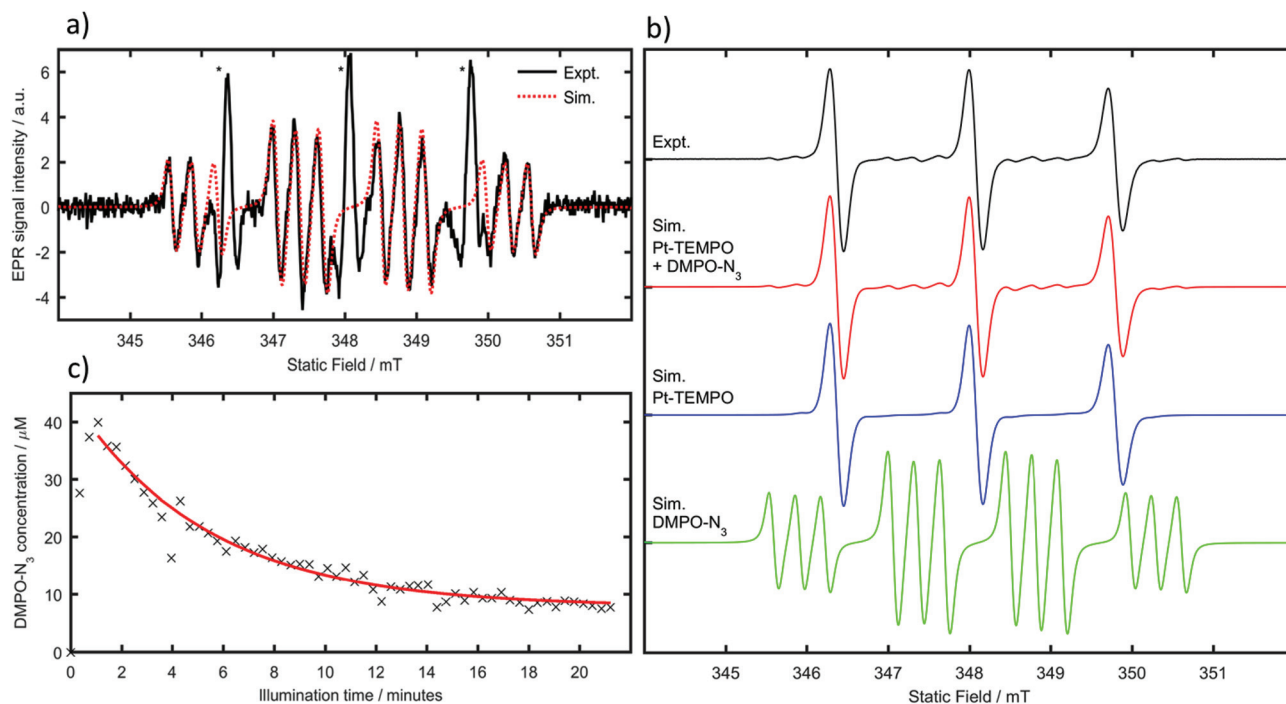 a)
6
4
2
0
-2
-4
EPR signal intensity / a.u.
* * *
Expt.
Sim.
345 346 347 348 349 350 351
Static Field / mT
b)
Expt.
Sim.
Pt-TEMPO
+ DMPO-N₃
Sim.
Pt-TEMPO
Sim.
DMPO-N₃
345 346 347 348 349 350 351
Static Field / mT
c)
40
30
20
10
0
DMPO-N₃ concentration / μM
0 2 4 6 8 10 12 14 16 18 20
Illumination time / minutes